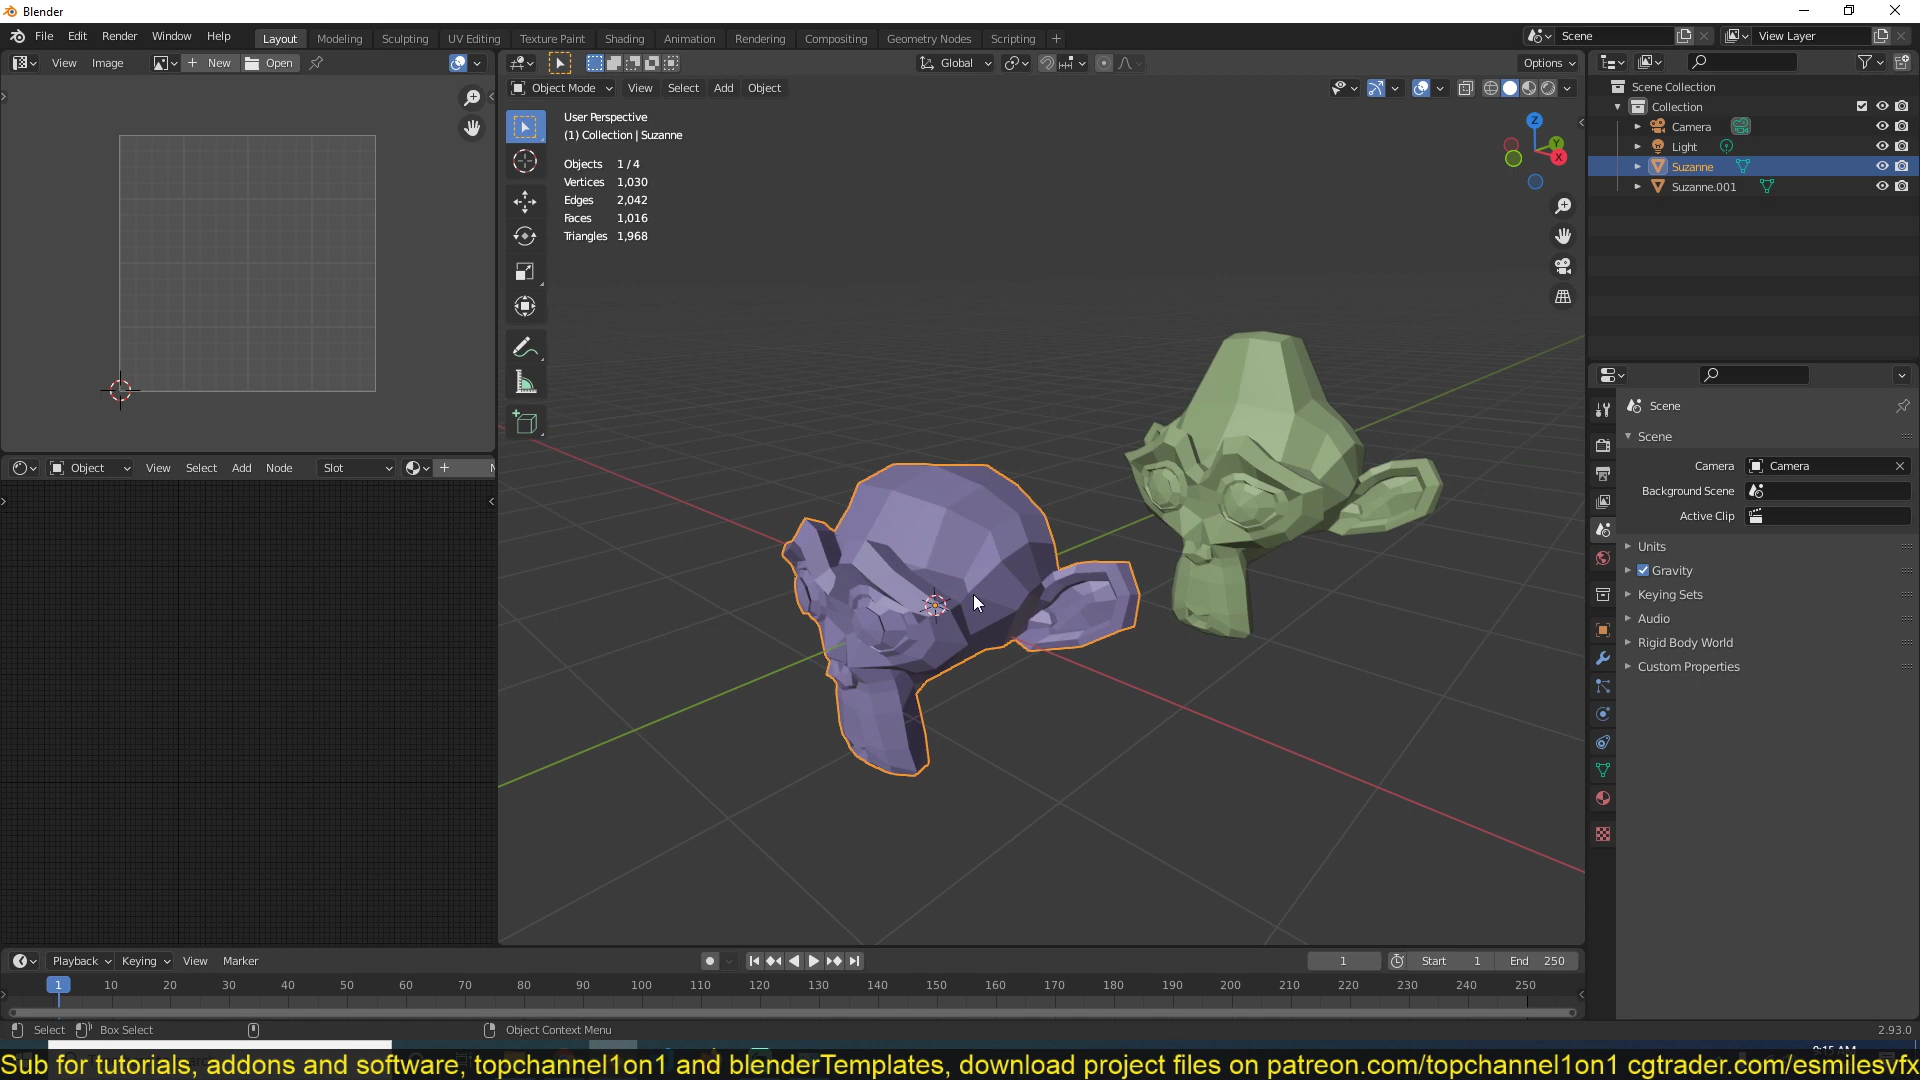 Blender
File Edit Render Window Help Layout Modeling Sculpting UV Editing Texture Paint Shading Animation Rendering Compositing Geometry Nodes Scripting Scene View Layer
View Image New Open Global Options
Object Mode View Select Add Object
User Perspective
(1) Collection | Suzanne
Objects 1/4
Vertices 1,030
Edges 2,042
Faces 1,016
Triangles 1,968
Z
Y
X
Scene Collection
Collection
Camera
Light
Suzanne
Suzanne.001
Scene
Scene
Camera Camera
Background Scene
Active Clip
Units
Gravity
Keying Sets
Audio
Rigid Body World
Custom Properties
Object View Select Add Node Slot
Playback Keying View Marker 1 Start 1 End 250
1 10 20 30 40 50 60 70 80 90 100 110 120 130 140 150 160 170 180 190 200 210 220 230 240 250
Select Box Select Object Context Menu 2.93.0
9:15 AM
Sub for tutorials, addons and software, topchannel1on1 and blenderTemplates, download project files on patreon.com/topchannel1on1 cgtrader.com/esmilesvfx